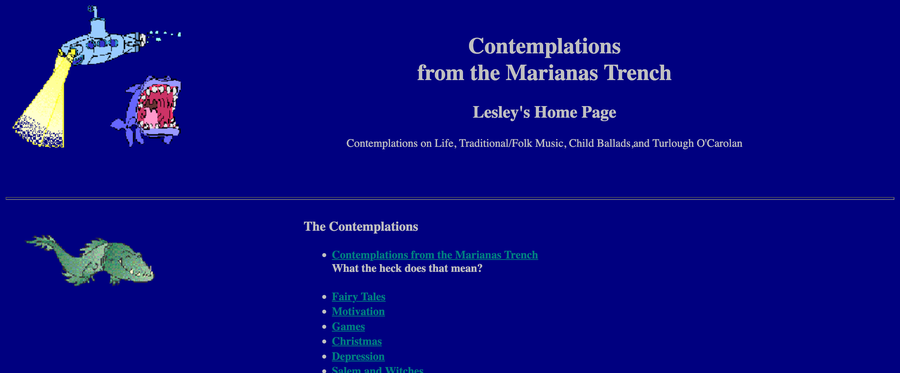 Contemplations
from the Marianas Trench
Lesley's Home Page
Contemplations on Life, Traditional/Folk Music, Child Ballads,and Turlough O'Carolan
The Contemplations
Contemplations from the Marianas Trench
What the heck does that mean?
Fairy Tales
Motivation
Games
Christmas
Depression
Salem and Witches